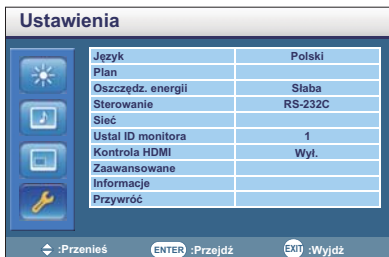 Ustawienia
Język Polski
Plan
Oszczędz. energii Słaba
Sterowanie RS-232C
Sieć
Ustal ID monitora 1
Kontrola HDMI Wył.
Zaawansowane
Informacje
Przywróć
:Przenieś ENTER :Przejdź EXIT :Wyjdź